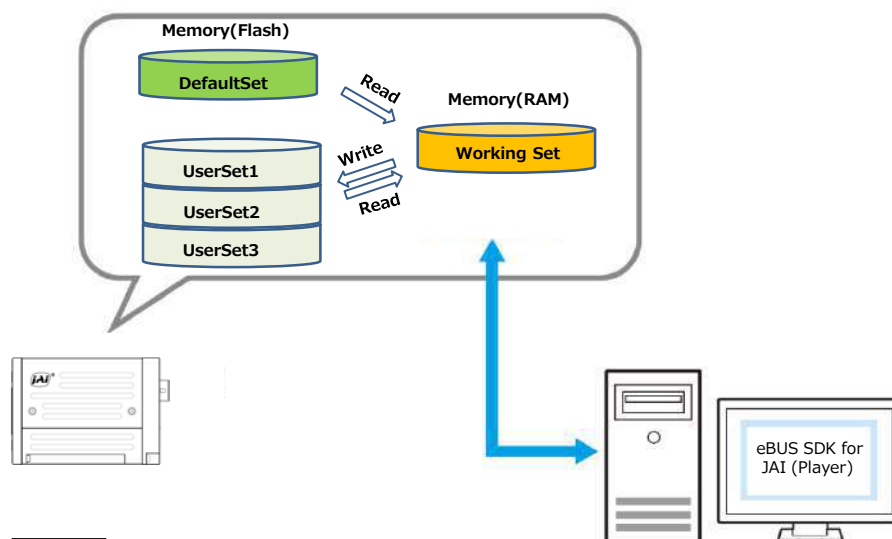 Memory(Flash)
DefaultSet
Read
Memory(RAM)
Working Set
Write
Read
UserSet1
UserSet2
UserSet3
JAI
eBUS SDK for
JAI (Player)